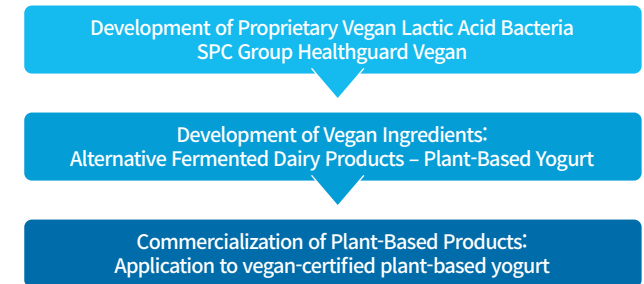 Development of Proprietary Vegan Lactic Acid Bacteria
SPC Group Healthguard Vegan
Development of Vegan Ingredients:
Alternative Fermented Dairy Products – Plant-Based Yogurt
Commercialization of Plant-Based Products:
Application to vegan-certified plant-based yogurt